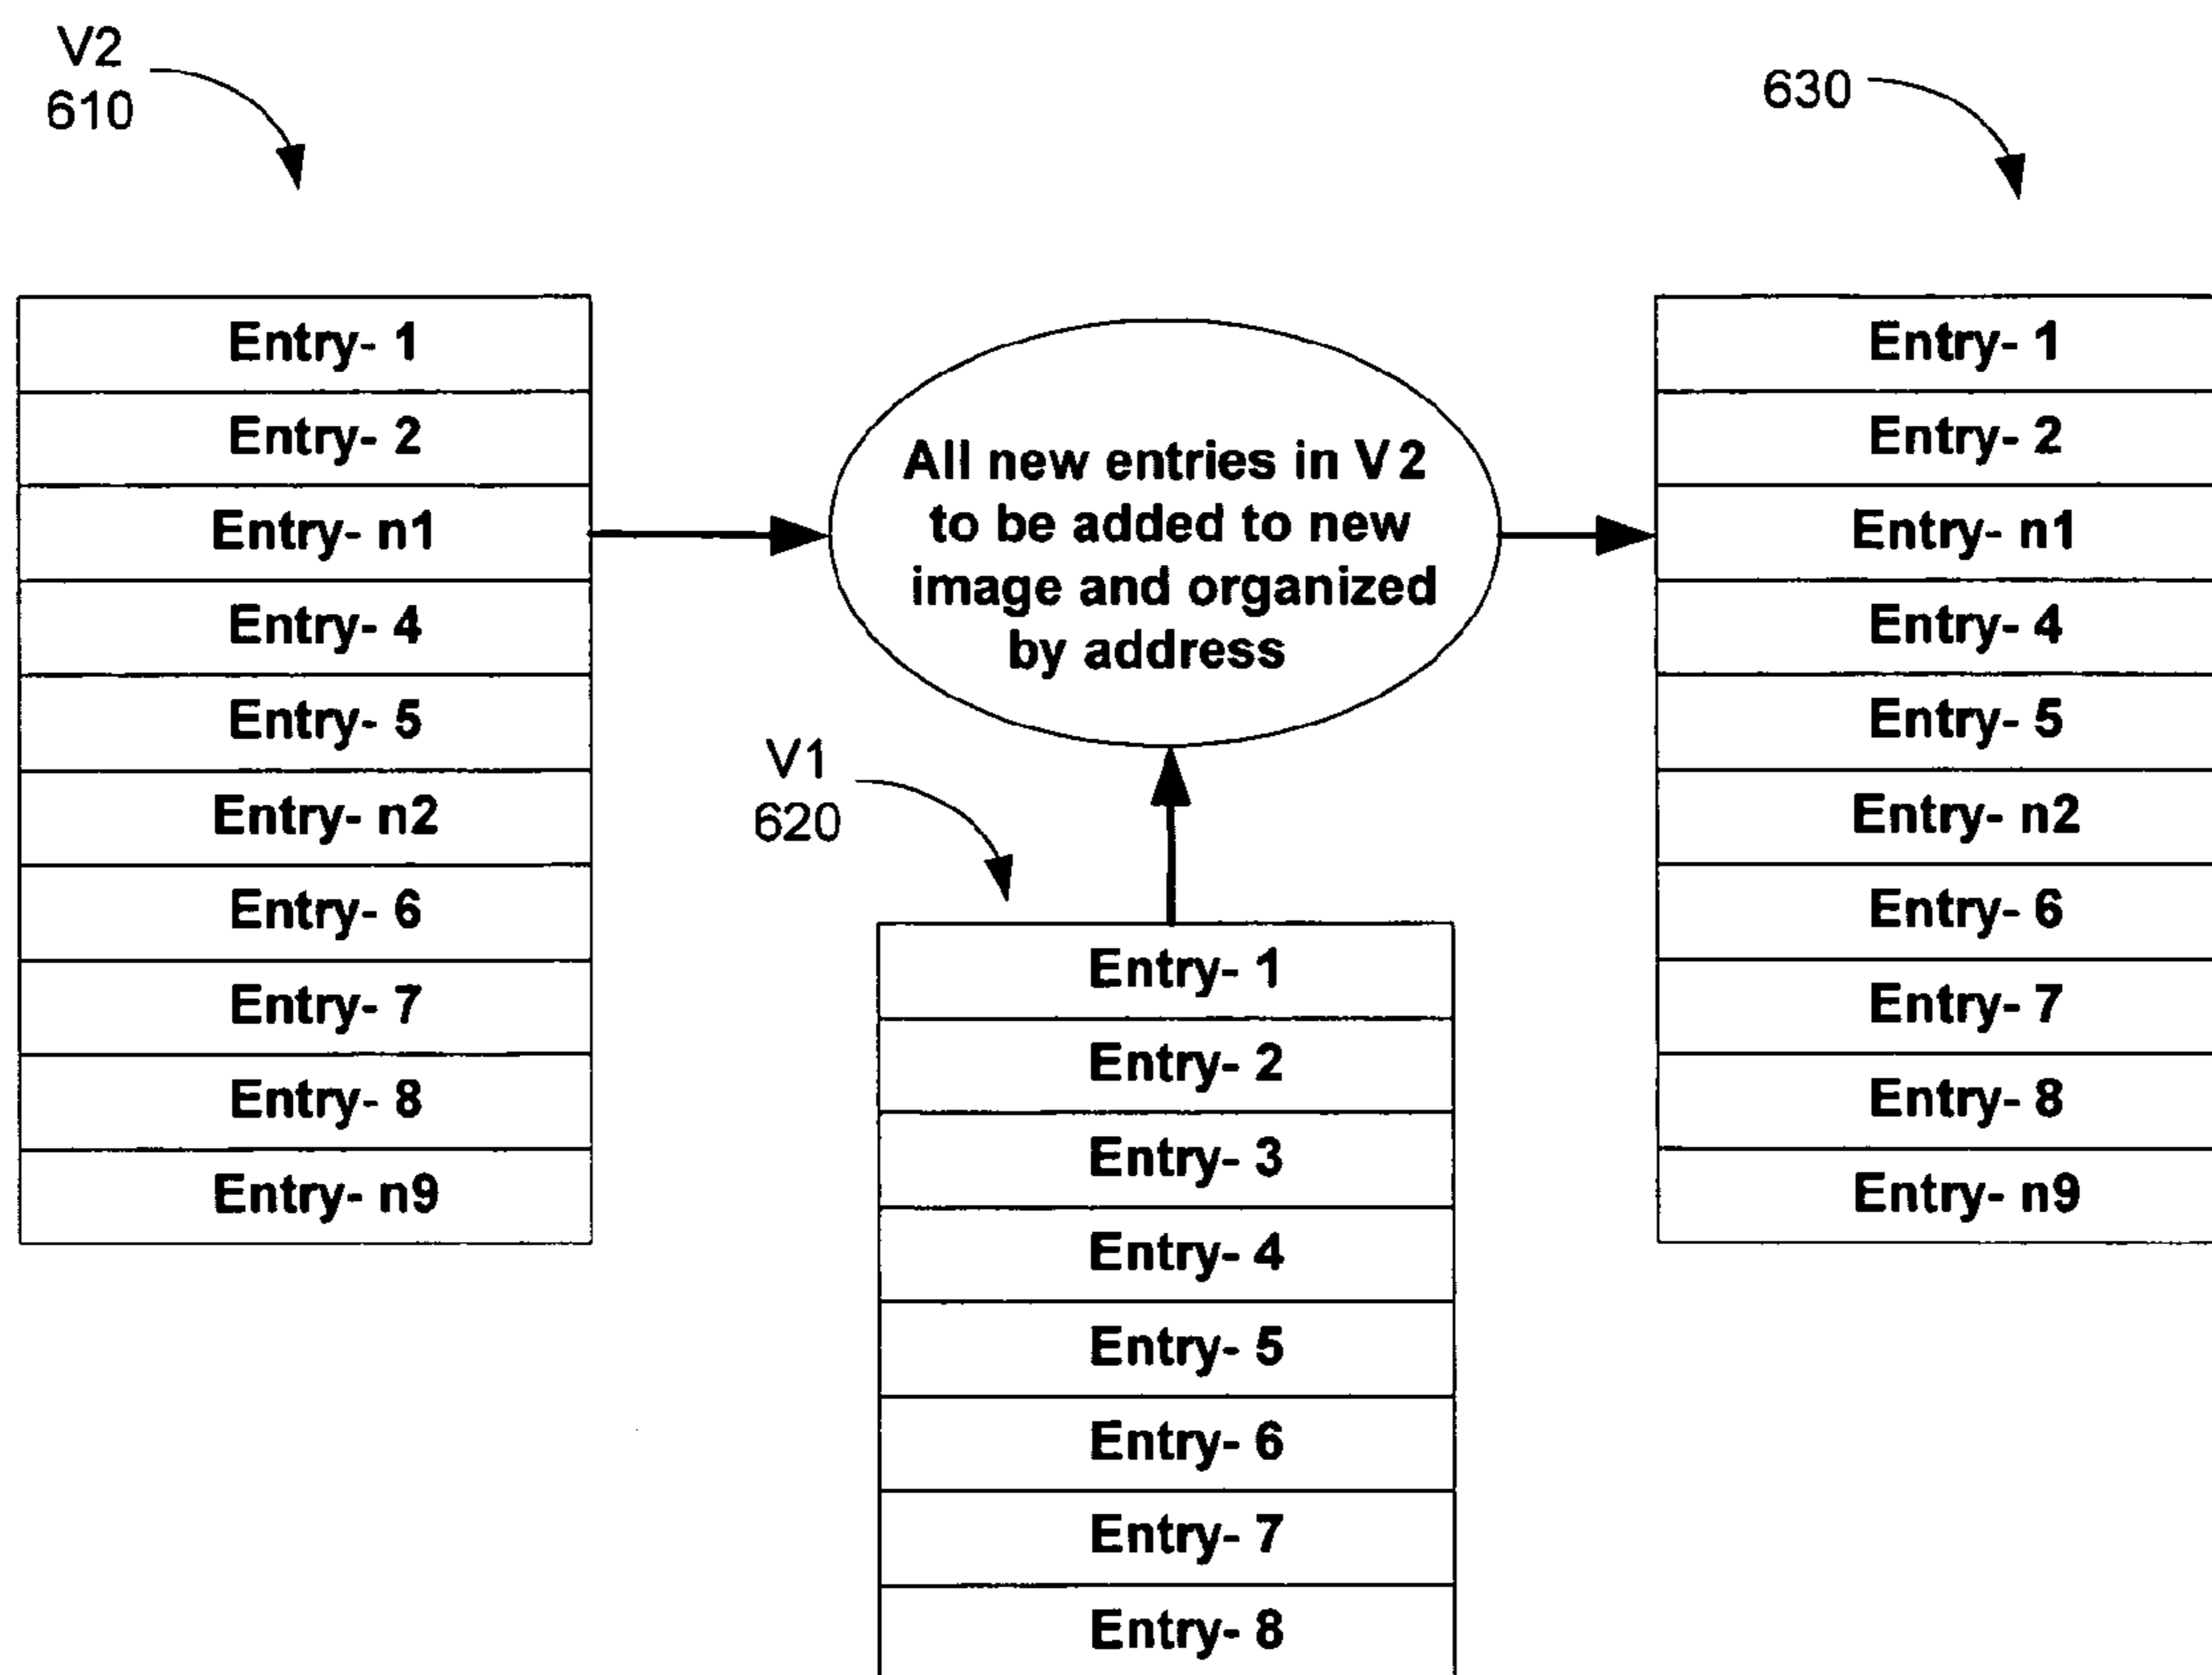 V2
610
630
Entry- 1
Entry- 2
Entry- n1
Entry- 4
Entry- 5
Entry- n2
Entry- 6
Entry- 7
Entry- 8
Entry- n9
All new entries in V2
to be added to new
image and organized
by address
V1
620
Entry- 1
Entry- 2
Entry- 3
Entry- 4
Entry- 5
Entry- 6
Entry- 7
Entry- 8
Entry- 1
Entry- 2
Entry- n1
Entry- 4
Entry- 5
Entry- n2
Entry- 6
Entry- 7
Entry- 8
Entry- n9